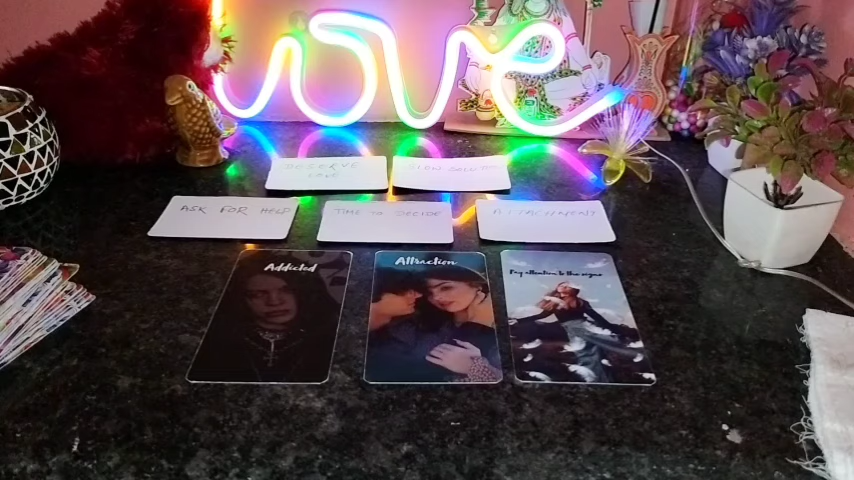 love
DESERVE
LOVE
ASK FOR HELP
TIME TO DECIDE
ATTACHMENT
Addicted
Attraction
Pay attention to the signs